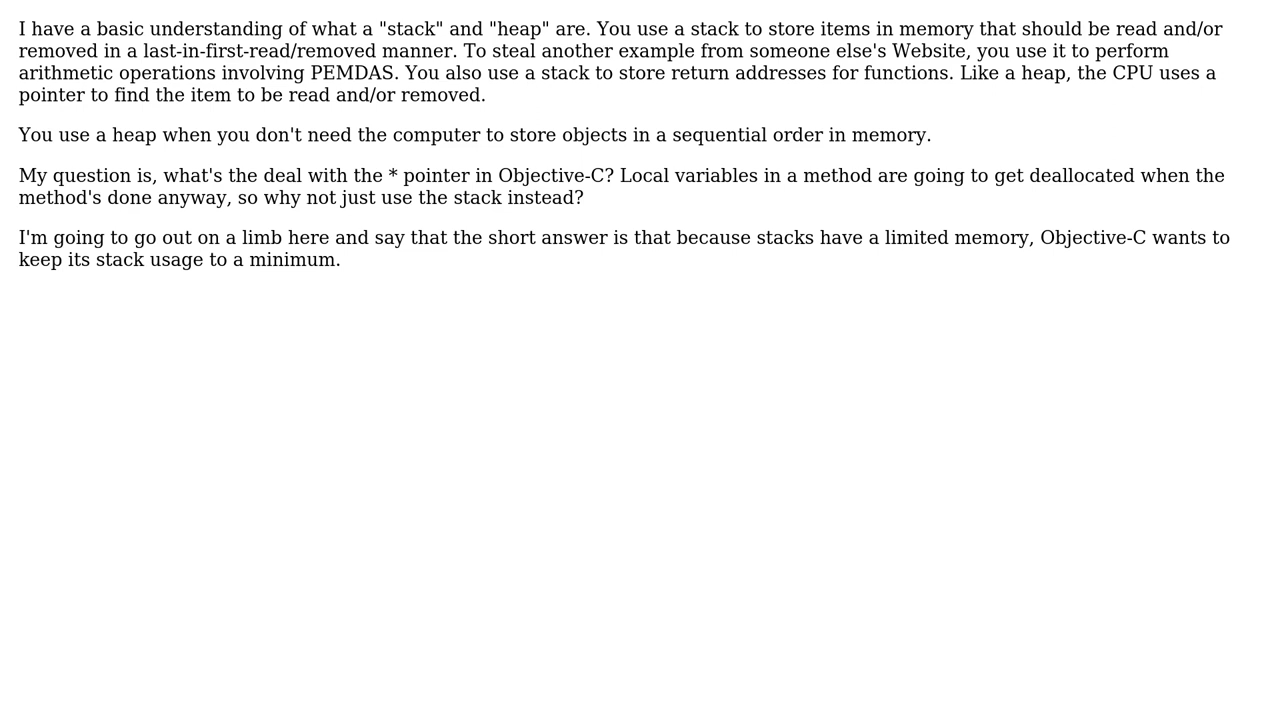 I have a basic understanding of what a "stack" and "heap" are. You use a stack to store items in memory that should be read and/or
removed in a last-in-first-read/removed manner. To steal another example from someone else's Website, you use it to perform
arithmetic operations involving PEMDAS. You also use a stack to store return addresses for functions. Like a heap, the CPU uses a
pointer to find the item to be read and/or removed.
You use a heap when you don't need the computer to store objects in a sequential order in memory.
My question is, what's the deal with the * pointer in Objective-C? Local variables in a method are going to get deallocated when the
method's done anyway, so why not just use the stack instead?
I'm going to go out on a limb here and say that the short answer is that because stacks have a limited memory, Objective-C wants to
keep its stack usage to a minimum.